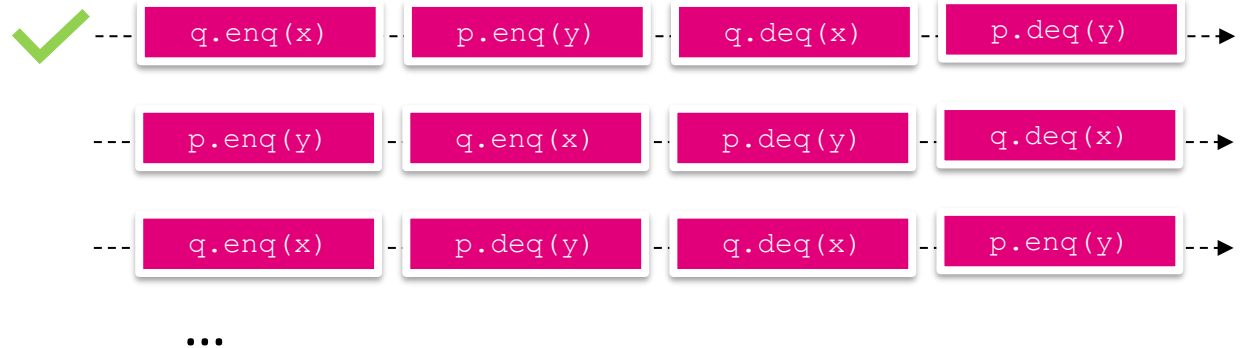 q.enq(x) p.enq(y) q.deq(x) p.deq(y)
p.enq(y) q.enq(x) p.deq(y) q.deq(x)
q.enq(x) p.deq(y) q.deq(x) p.enq(y)
...